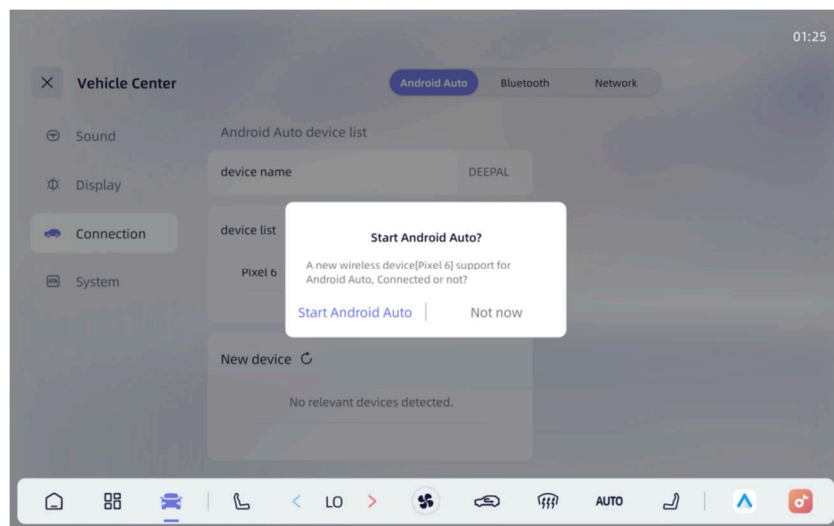 01:25
Vehicle Center
Android Auto
Bluetooth
Network
Sound
Display
Connection
System
Android Auto device list
device name
DEEPAL
device list
Pixel 6
Start Android Auto?
A new wireless device[Pixel 6] support for
Android Auto, Connected or not?
Start Android Auto
Not now
New device
No relevant devices detected.
LO
AUTO